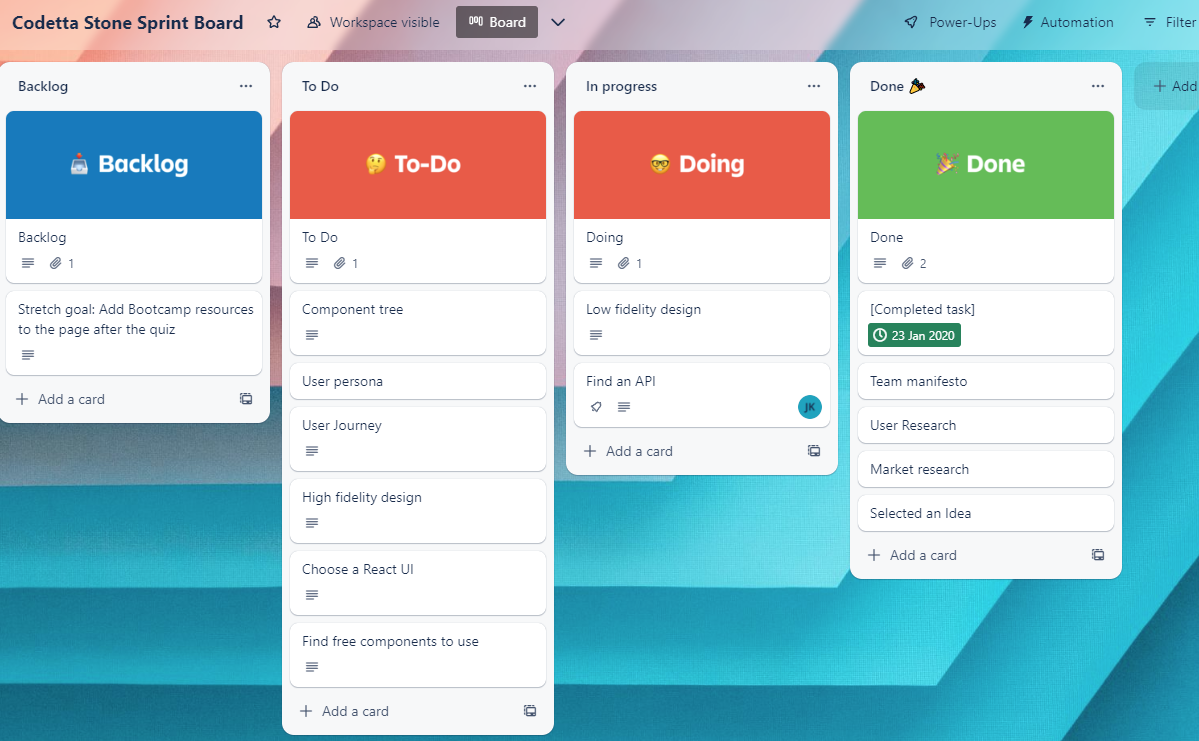 Codetta Stone Sprint Board
Workspace visible
Board
Power-Ups
Automation
Filter
Backlog
Backlog
Backlog
1
Stretch goal: Add Bootcamp resources
to the page after the quiz
Add a card
To Do
To-Do
To Do
1
Component tree
User persona
User Journey
High fidelity design
Choose a React UI
Find free components to use
Add a card
In progress
Doing
Doing
1
Low fidelity design
Find an API
JK
Add a card
Done 🎉
Done
Done
2
[Completed task]
23 Jan 2020
Team manifesto
User Research
Market research
Selected an Idea
Add a card
Add